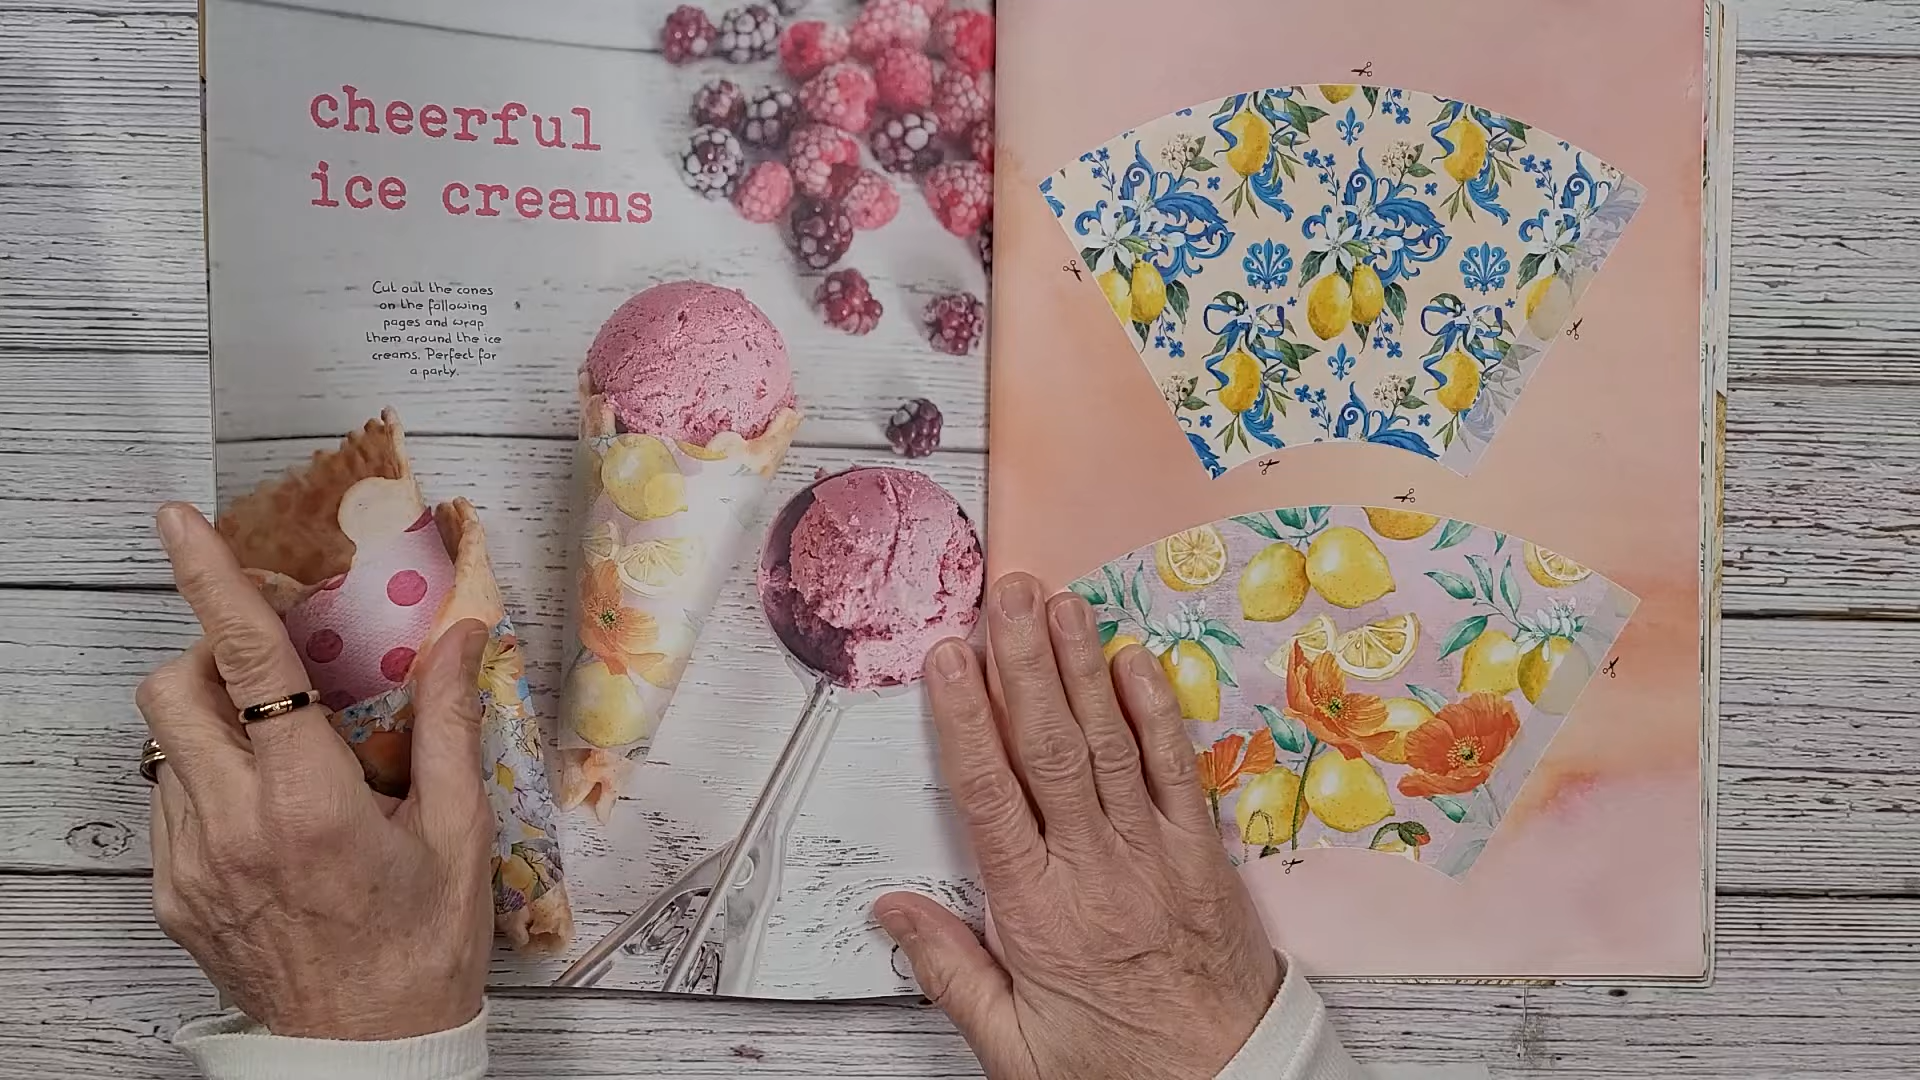 cheerful
ice creams
Cut out the cones
on the following
pages and wrap
them around the ice
creams. Perfect for
a party.